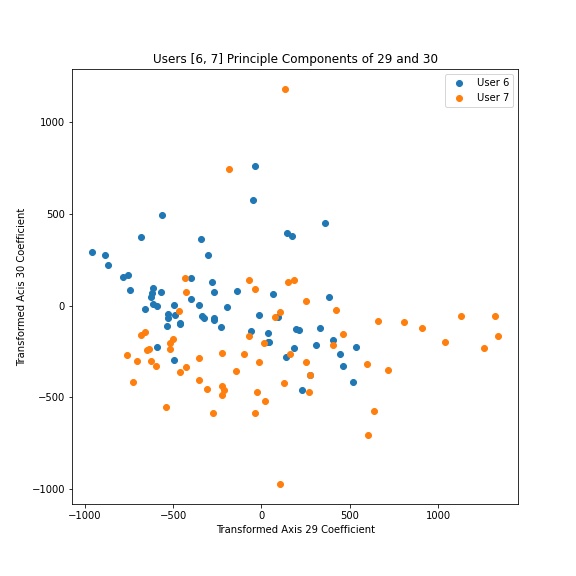 Users [6, 7] Principle Components of 29 and 30
User 6
User 7
Transformed Acis 30 Coefficient
1000
500
0
−500
−1000
−1000
−500
0
500
1000
Transformed Axis 29 Coefficient